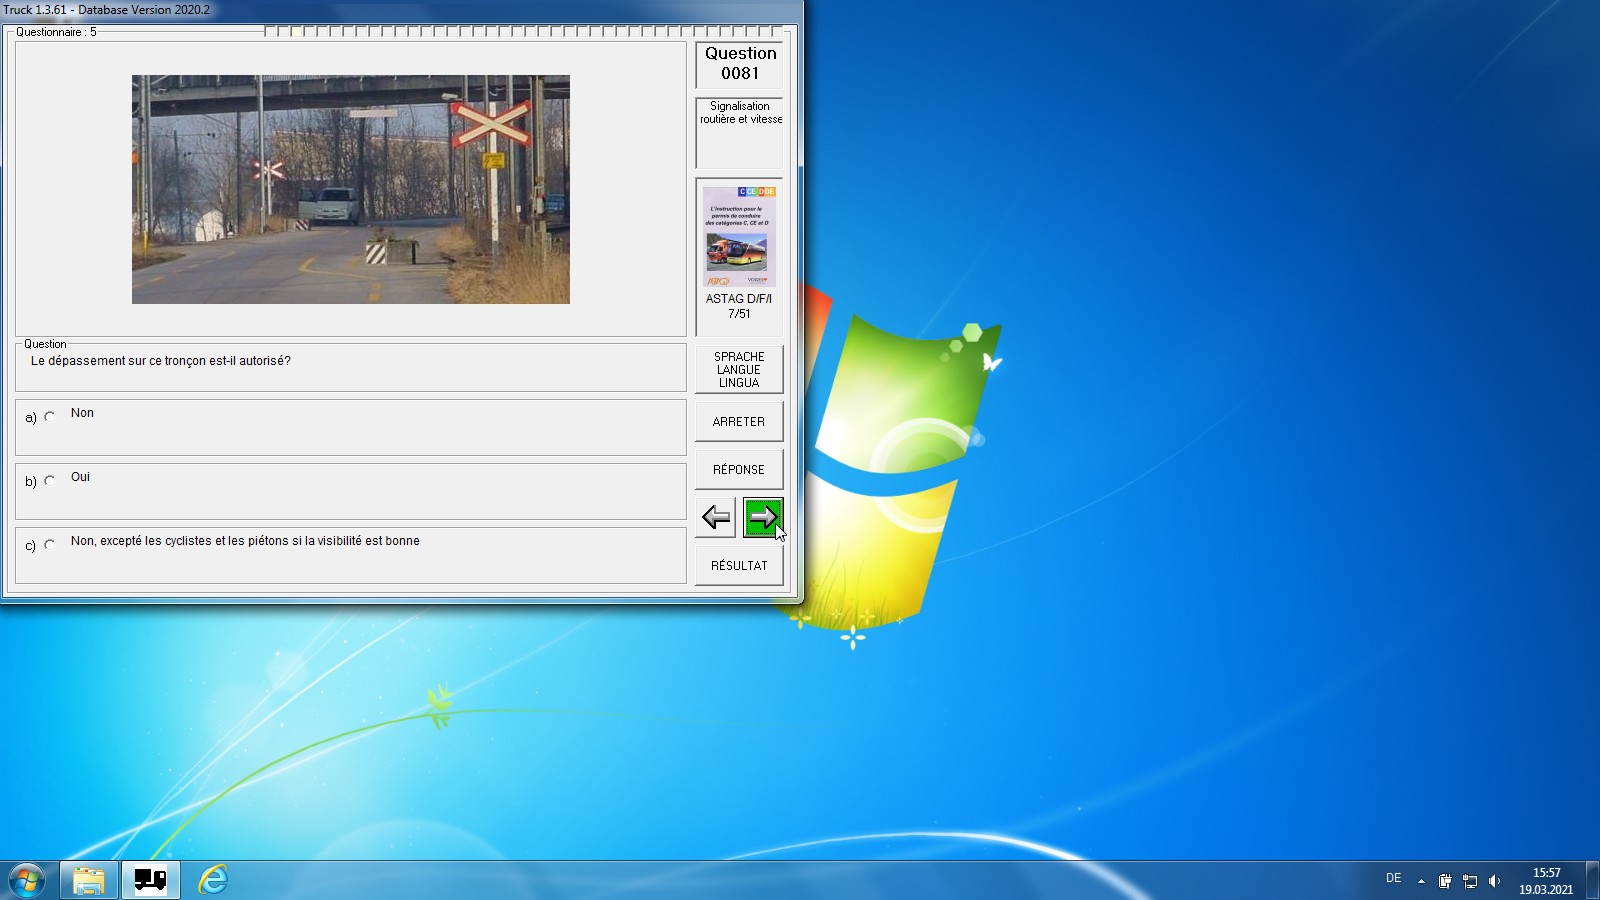 Truck 1.3.61 - Database Version 2020.2
Questionnaire : 5
Question
0081
Signalisation
routière et vitesse
C CE D DE
L'instruction pour le
permis de conduire
des catégories C, CE et D
ASTAG D/F/I
7/51
Question
Le dépassement sur ce tronçon est-il autorisé?
SPRACHE
LANGUE
LINGUA
a) Non
ARRETER
b) Oui
RÉPONSE
c) Non, excepté les cyclistes et les piétons si la visibilité est bonne
RÉSULTAT
DE
15:57
19.03.2021